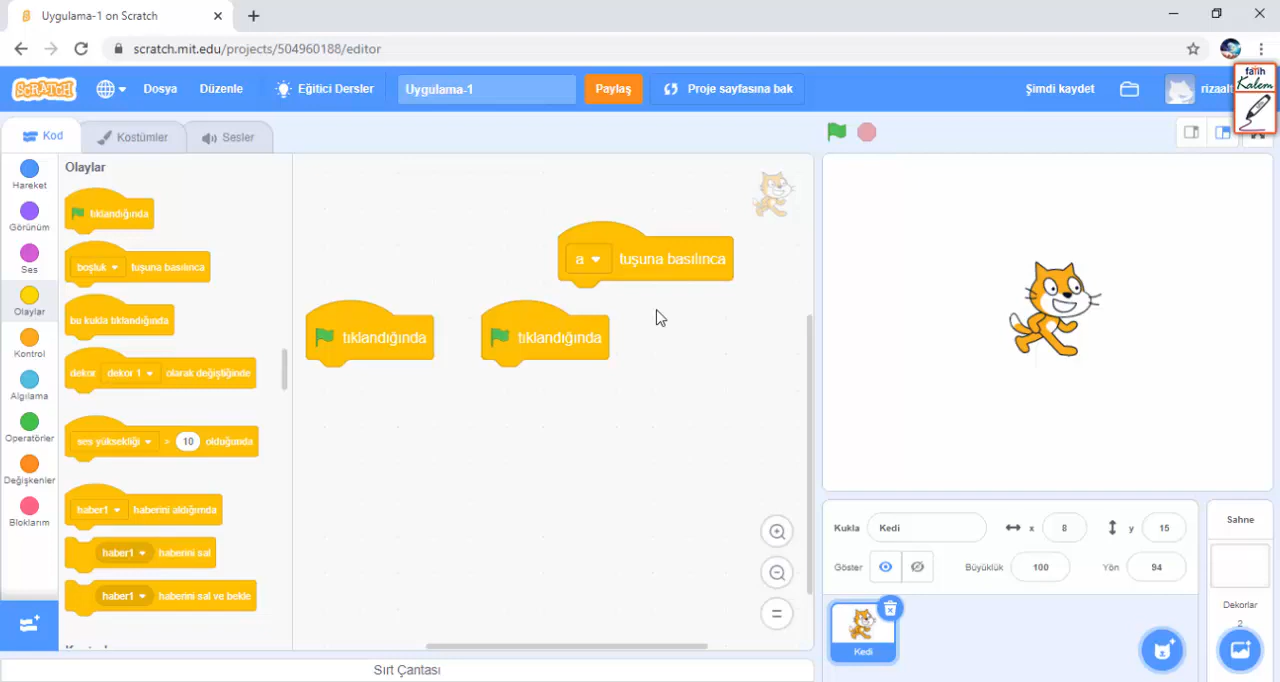 Uygulama-1 on Scratch
scratch.mit.edu/projects/504960188/editor
SCRATCH
Dosya
Düzenle
Eğitici Dersler
Uygulama-1
Paylaş
Proje sayfasına bak
Şimdi kaydet
rizaalt
fatih
Kalem
Kod
Kostümler
Sesler
Hareket
Görünüm
Ses
Olaylar
Kontrol
Algılama
Operatörler
Değişkenler
Bloklarım
Olaylar
tıklandığında
boşluk tuşuna basılınca
bu kukla tıklandığında
dekor dekor 1 olarak değiştiğinde
ses yüksekliği > 10 olduğunda
haber1 haberini aldığımda
haber1 haberini sal
haber1 haberini sal ve bekle
a tuşuna basılınca
tıklandığında
tıklandığında
Kukla Kedi x 8 y 15
Göster Büyüklük 100 Yön 94
Kedi
Sahne
Dekorlar
2
Sırt Çantası